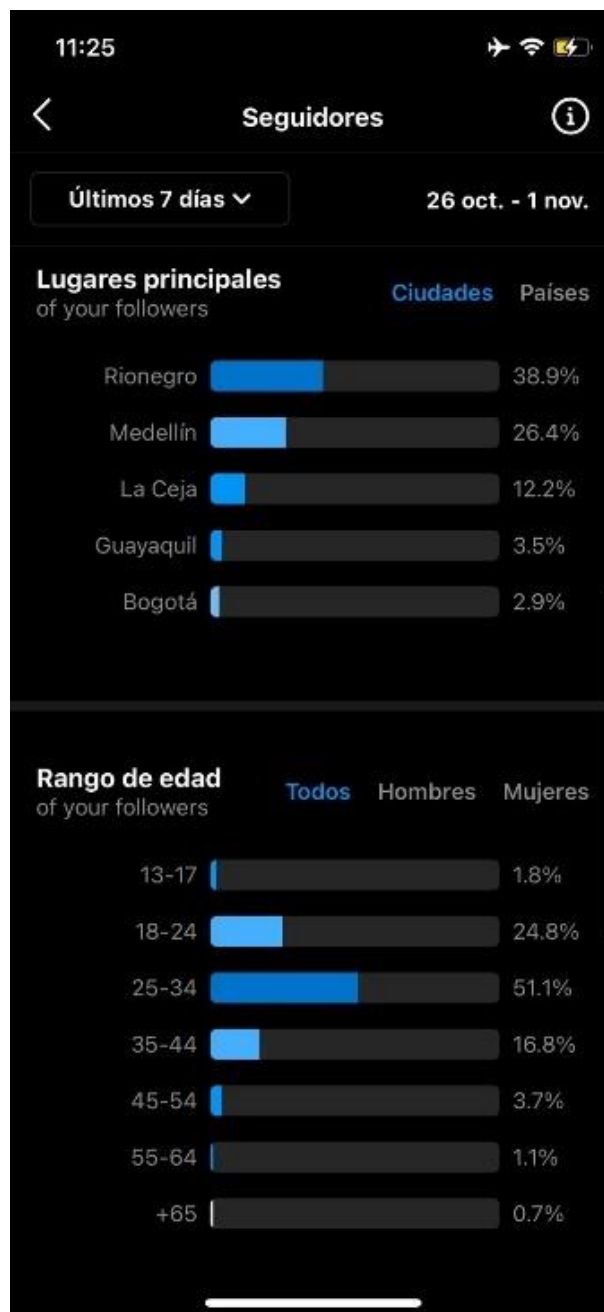 11:25
Seguidores
Últimos 7 días
26 oct. - 1 nov.
Lugares principales
of your followers
Ciudades Países
Rionegro 38.9%
Medellín 26.4%
La Ceja 12.2%
Guayaquil 3.5%
Bogotá 2.9%
Rango de edad
of your followers
Todos Hombres Mujeres
13-17 1.8%
18-24 24.8%
25-34 51.1%
35-44 16.8%
45-54 3.7%
55-64 1.1%
+65 0.7%